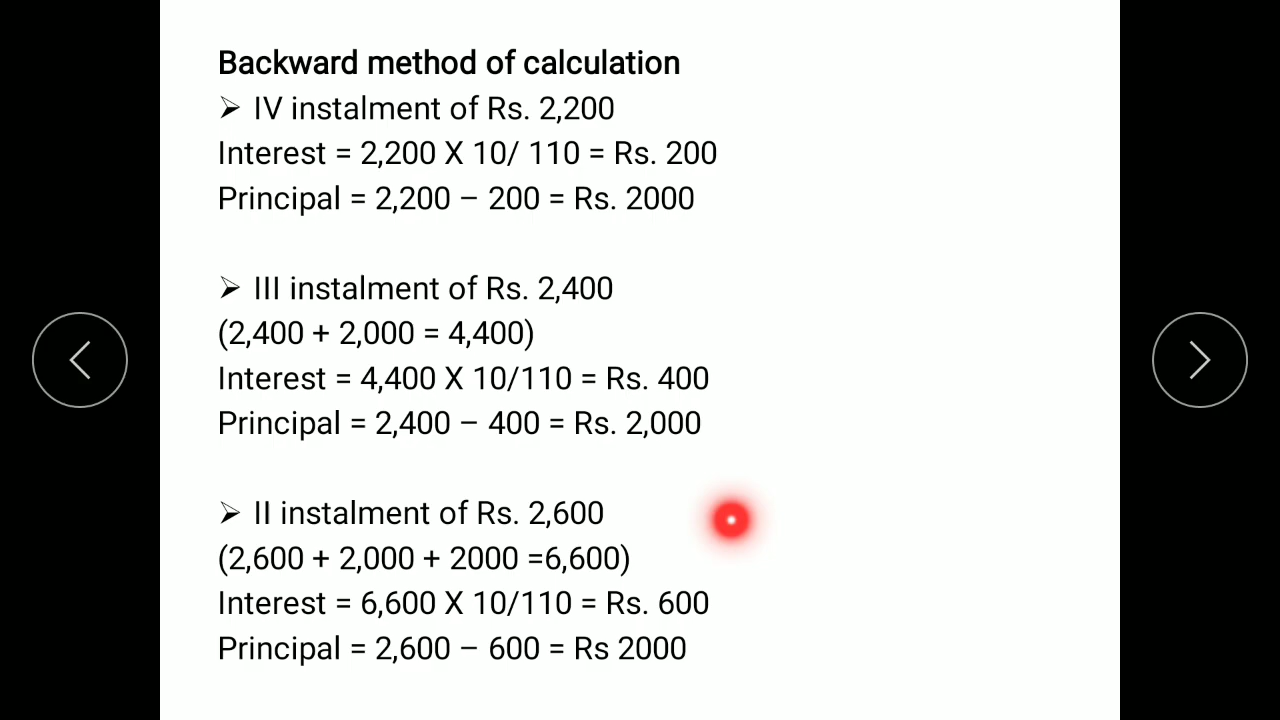 Backward method of calculation
➢ IV instalment of Rs. 2,200
Interest = 2,200 X 10/ 110 = Rs. 200
Principal = 2,200 – 200 = Rs. 2000
➢ III instalment of Rs. 2,400
(2,400 + 2,000 = 4,400)
Interest = 4,400 X 10/110 = Rs. 400
Principal = 2,400 – 400 = Rs. 2,000
➢ II instalment of Rs. 2,600
(2,600 + 2,000 + 2000 =6,600)
Interest = 6,600 X 10/110 = Rs. 600
Principal = 2,600 – 600 = Rs 2000